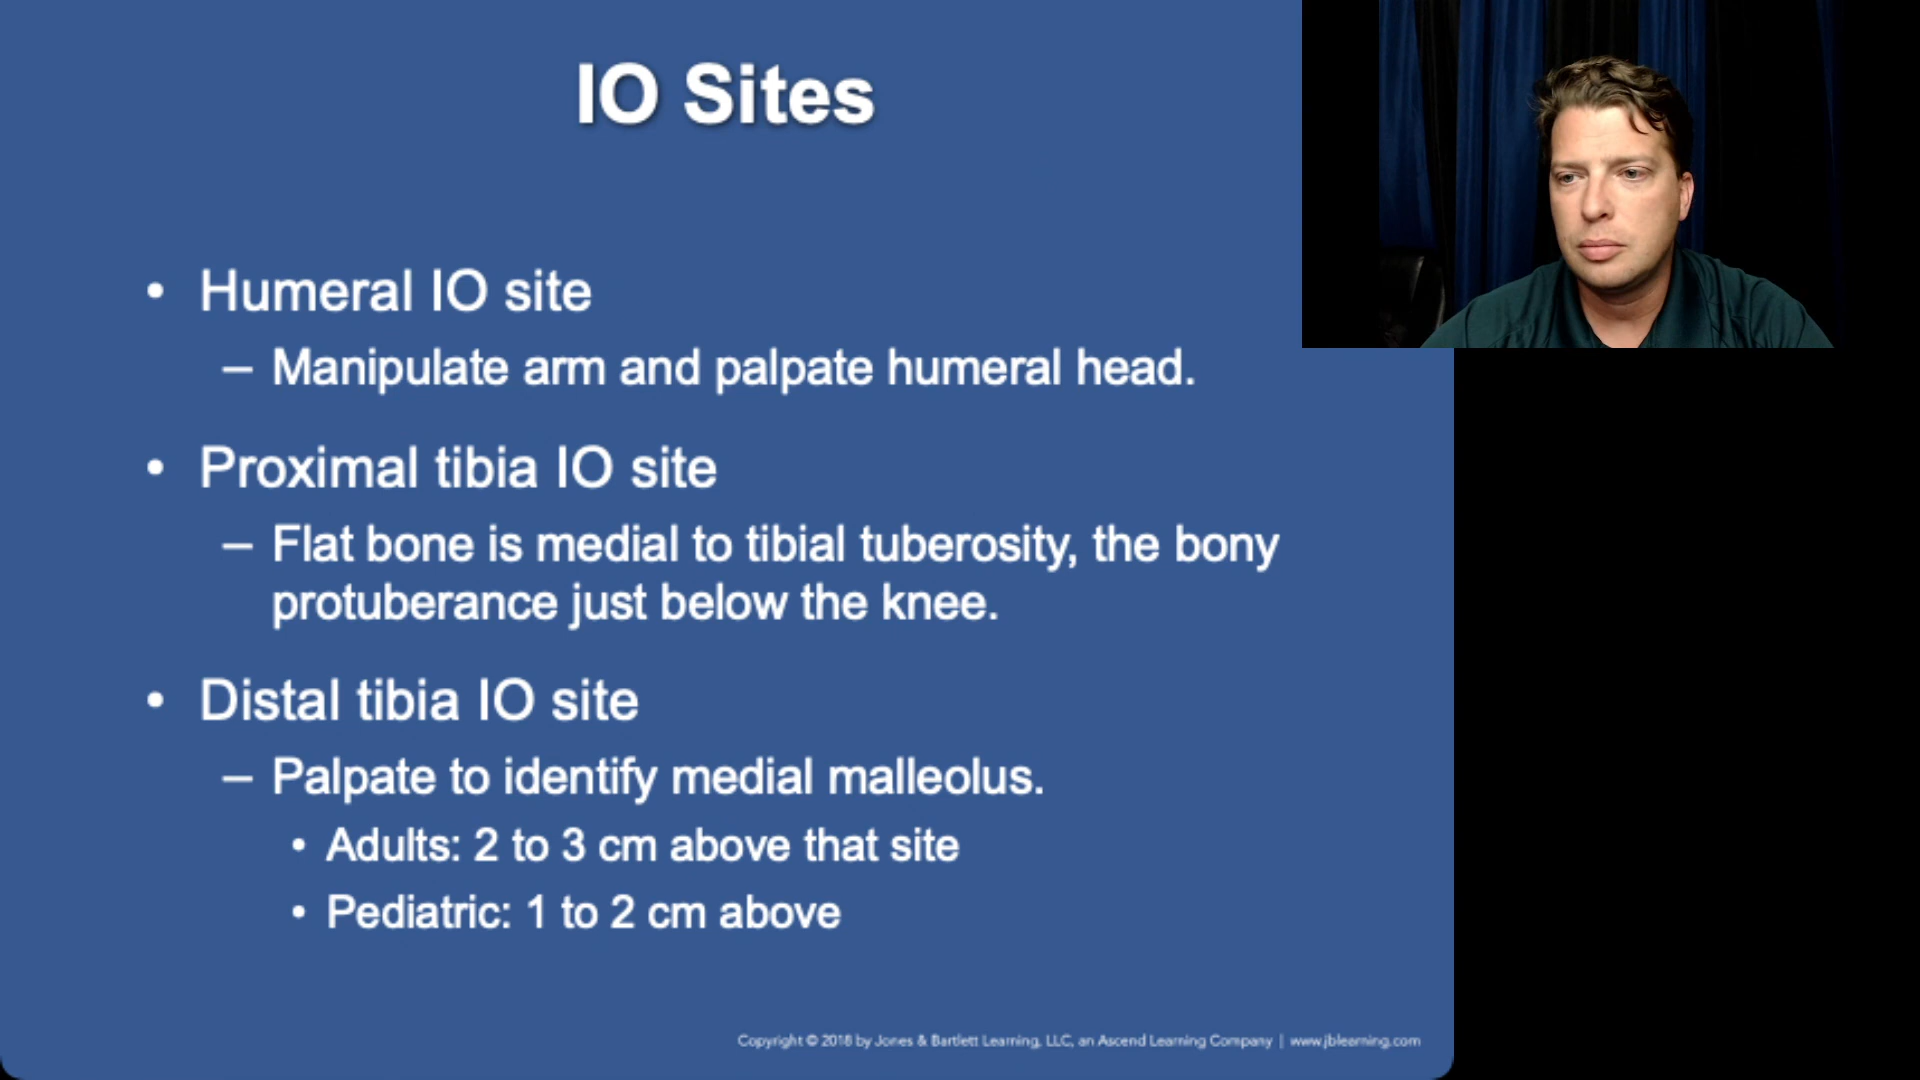 IO Sites
• Humeral IO site
– Manipulate arm and palpate humeral head.
• Proximal tibia IO site
– Flat bone is medial to tibial tuberosity, the bony
protuberance just below the knee.
• Distal tibia IO site
– Palpate to identify medial malleolus.
• Adults: 2 to 3 cm above that site
• Pediatric: 1 to 2 cm above
Copyright © 2018 by Jones & Bartlett Learning, LLC, an Ascend Learning Company | www.jblearning.com